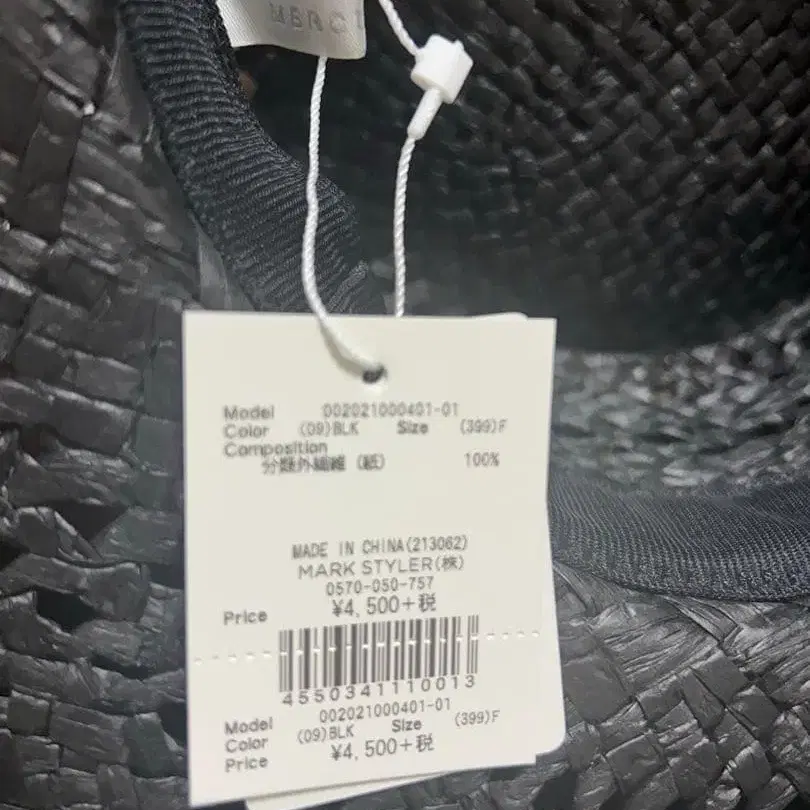 MERC
Model 002021000401-01
Color (09)BLK Size (399)F
Composition
分類外繊維 (紙) 100%
MADE IN CHINA(213062)
MARK STYLER(株)
0570-050-757
Price ¥4,500+税
4550341110013
Model 002021000401-01
Color (09)BLK Size (399)F
Price ¥4,500+税